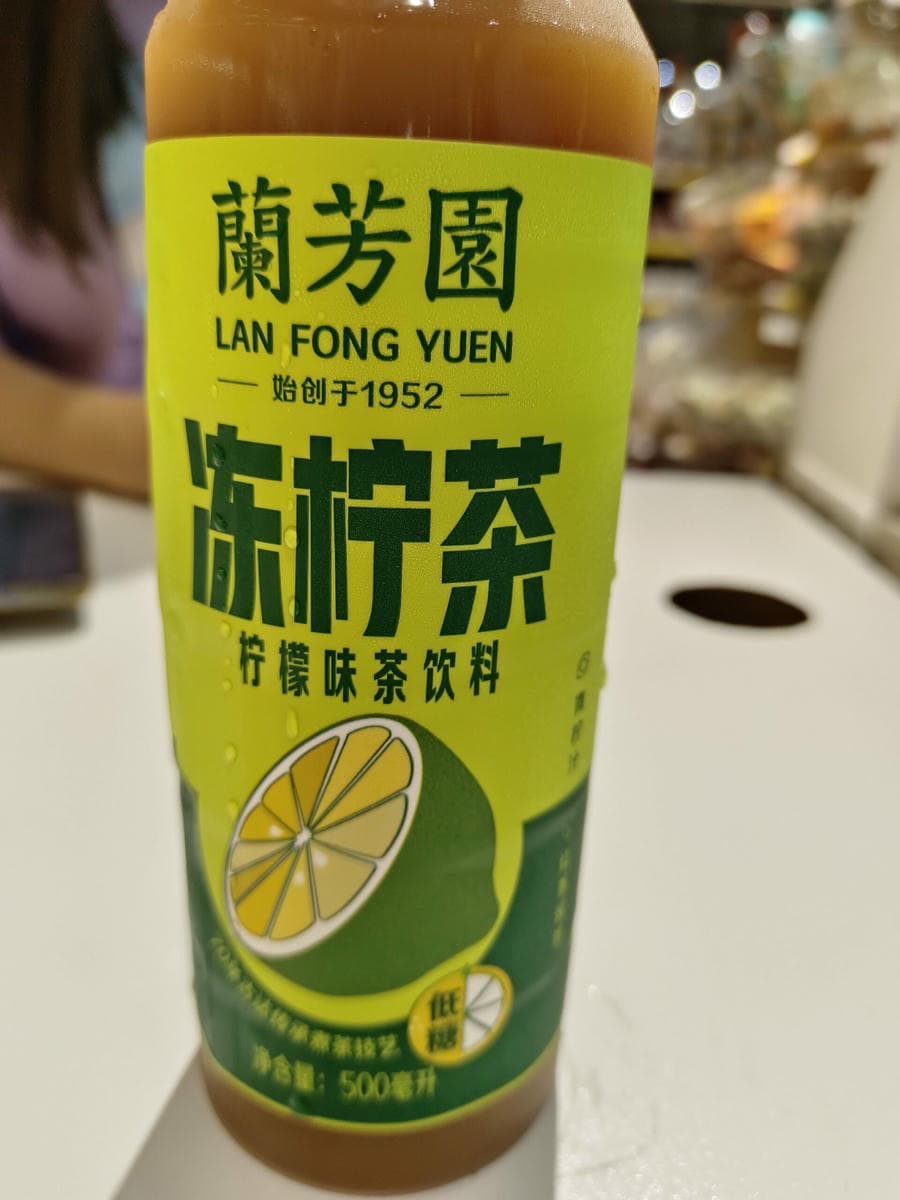 蘭芳園
LAN FONG YUEN
始创于1952
冻柠茶
柠檬味茶饮料
低糖
净含量：500毫升